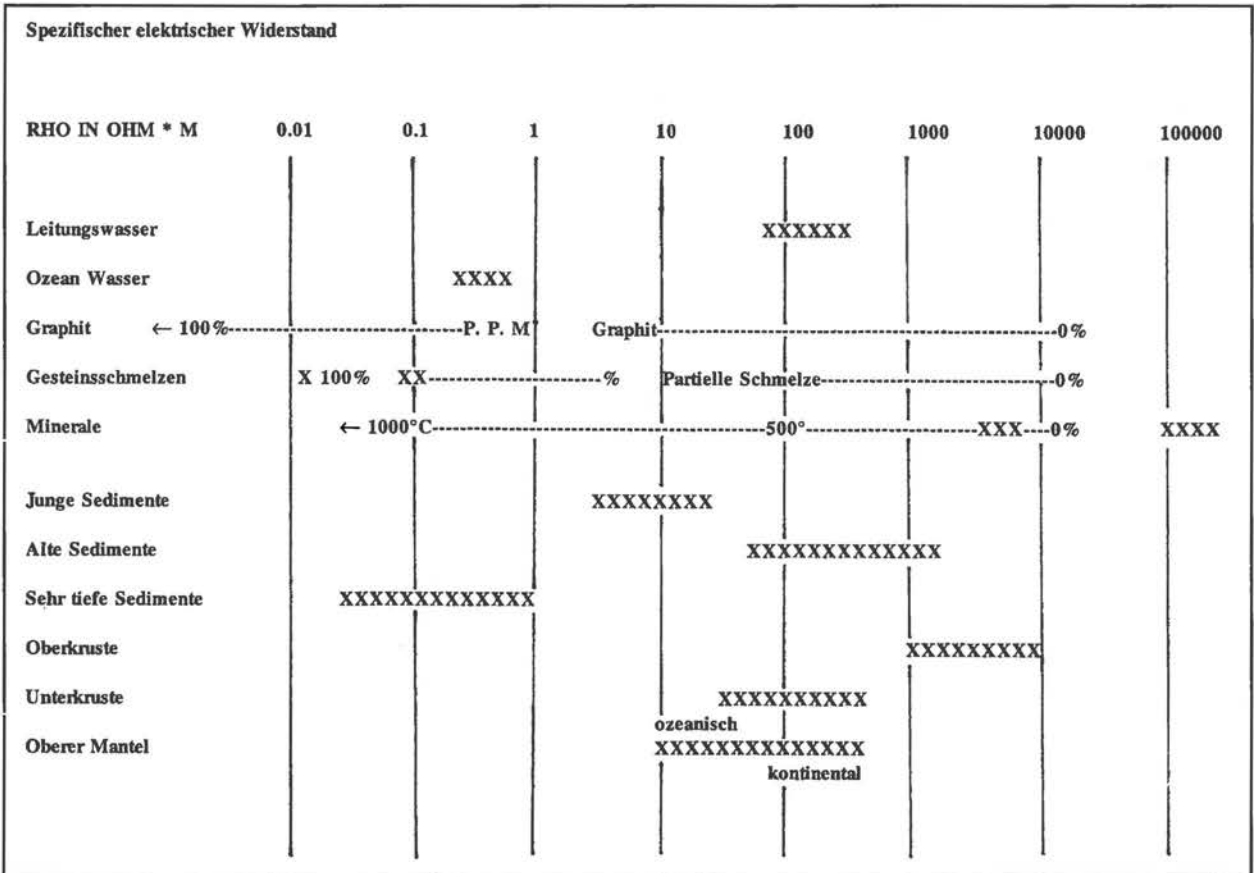 Spezifischer elektrischer Widerstand
RHO IN OHM * M 0.01 0.1 1 10 100 1000 10000 100000
Leitungswasser XXXXXX
Ozean Wasser XXXX
Graphit ← 100%--------------------------P. P. M Graphit--------------------------------------------0%
Gesteinsschmelzen X 100% XX-------------------% Partielle Schmelze--------------------------0%
Minerale ← 1000°C-------------------------------------500°-------------------XXX----0% XXXX
Junge Sedimente XXXXXXXX
Alte Sedimente XXXXXXXXXXXXX
Sehr tiefe Sedimente XXXXXXXXXXXXX
Oberkruste XXXXXXXXX
Unterkruste XXXXXXXXXX
ozeanisch
Oberer Mantel XXXXXXXXXXXXXX
kontinental